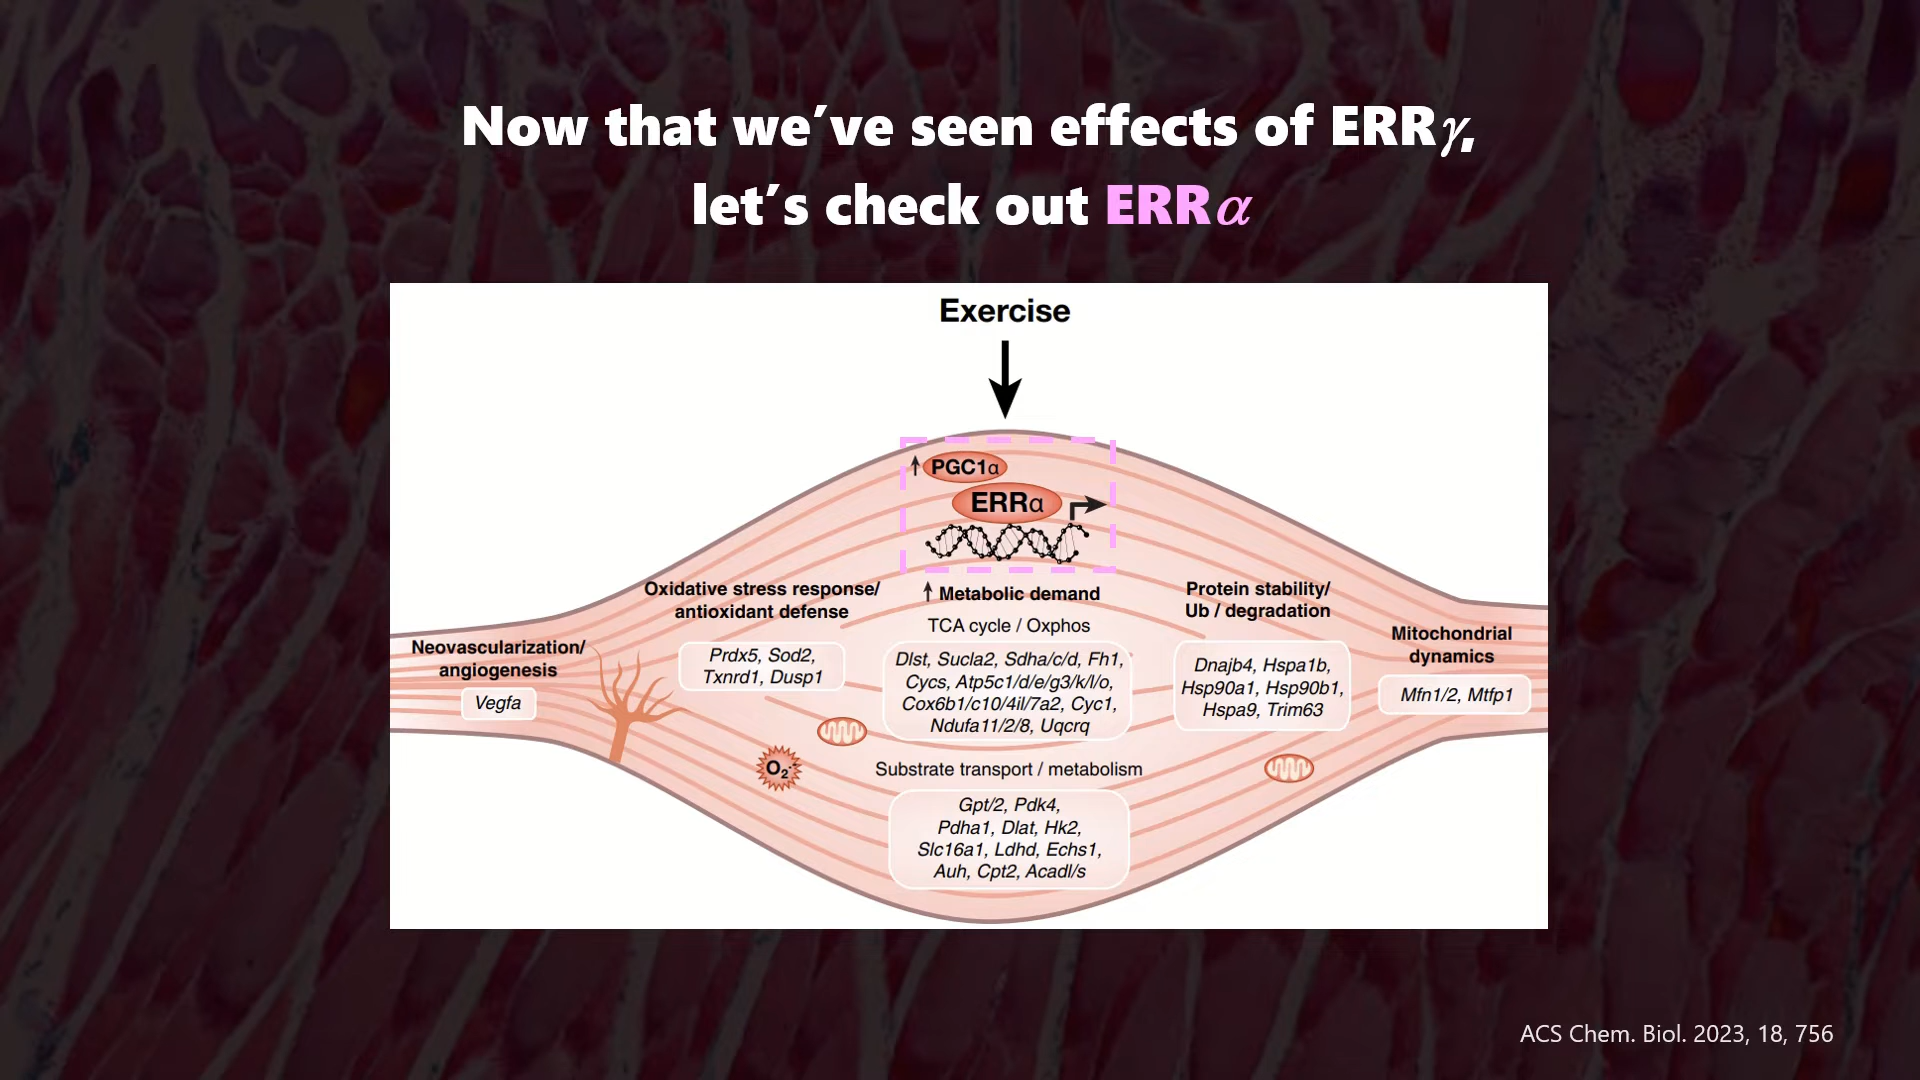 Now that we′ve seen effects of ERRγ,
let′s check out ERRα
Exercise
↑ PGC1α
ERRα
Oxidative stress response/
antioxidant defense
Prdx5, Sod2,
Txnrd1, Dusp1
↑ Metabolic demand
TCA cycle / Oxphos
Dlst, Sucla2, Sdha/c/d, Fh1,
Cycs, Atp5c1/d/e/g3/k/l/o,
Cox6b1/c10/4il/7a2, Cyc1,
Ndufa11/2/8, Uqcrq
Protein stability/
Ub / degradation
Dnajb4, Hspa1b,
Hsp90a1, Hsp90b1,
Hspa9, Trim63
Neovascularization/
angiogenesis
Vegfa
Mitochondrial
dynamics
Mfn1/2, Mtfp1
O₂·⁻
Substrate transport / metabolism
Gpt/2, Pdk4,
Pdha1, Dlat, Hk2,
Slc16a1, Ldhd, Echs1,
Auh, Cpt2, Acadl/s
ACS Chem. Biol. 2023, 18, 756